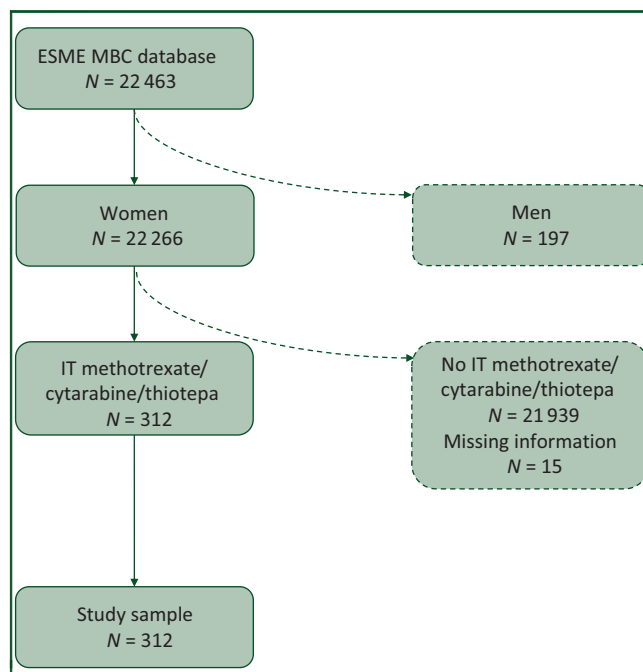 ESME MBC database
N = 22 463
Women
N = 22 266
Men
N = 197
IT methotrexate/
cytarabine/thiotepa
N = 312
No IT methotrexate/
cytarabine/thiotepa
N = 21 939
Missing information
N = 15
Study sample
N = 312